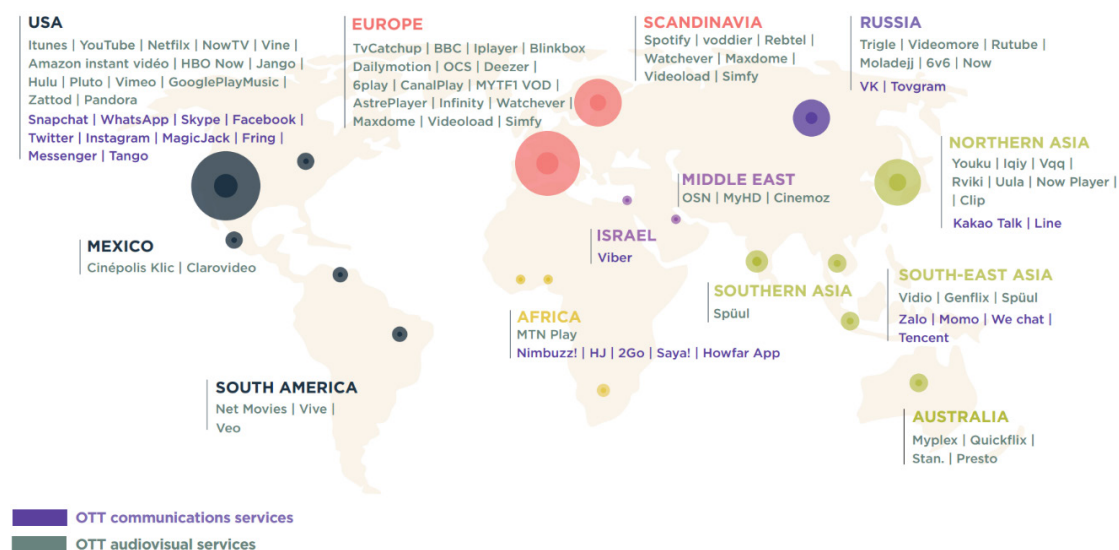 USA
Itunes | YouTube | Netfilx | NowTV | Vine |
Amazon instant vidéo | HBO Now | Jango |
Hulu | Pluto | Vimeo | GooglePlayMusic |
Zattod | Pandora
Snapchat | WhatsApp | Skype | Facebook |
Twitter | Instagram | MagicJack | Fring |
Messenger | Tango
EUROPE
TvCatchup | BBC | Iplayer | Blinkbox
Dailymotion | OCS | Deezer |
6play | CanalPlay | MYTF1 VOD |
AstrePlayer | Infinity | Watchever |
Maxdome | Videoload | Simfy
SCANDINAVIA
Spotify | voddier | Rebtel |
Watchever | Maxdome |
Videoload | Simfy
RUSSIA
Trigle | Videomore | Rutube |
Moladejj | 6v6 | Now
VK | Tovgram
NORTHERN ASIA
Youku | Iqiy | Vqq |
Rviki | Uula | Now Player |
| Clip
Kakao Talk | Line
MIDDLE EAST
OSN | MyHD | Cinemoz
ISRAEL
Viber
MEXICO
Cinépolis Klic | Clarovideo
SOUTHERN ASIA
Spüul
SOUTH-EAST ASIA
Vidio | Genflix | Spüul
Zalo | Momo | We chat |
Tencent
AFRICA
MTN Play
Nimbuzz! | HJ | 2Go | Saya! | Howfar App
SOUTH AMERICA
Net Movies | Vive |
Veo
AUSTRALIA
Myplex | Quickflix |
Stan. | Presto
OTT communications services
OTT audiovisual services